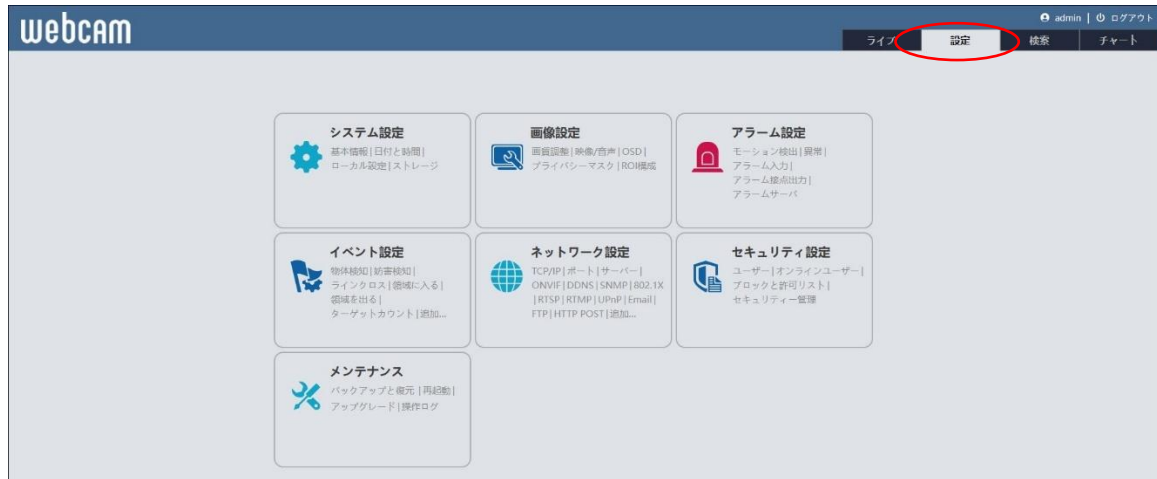 webcam
admin | ログアウト
ライブ 設定 検索 チャート
システム設定
基本情報|日付と時間|
ローカル設定|ストレージ
画像設定
画質調整|映像/音声|OSD|
プライバシーマスク|ROI構成
アラーム設定
モーション検出|異常|
アラーム入力|
アラーム接点出力|
アラームサーバ
イベント設定
物体検知|妨害検知|
ラインクロス|領域に入る|
領域を出る|
ターゲットカウント|追加...
ネットワーク設定
TCP/IP|ポート|サーバー|
ONVIF|DDNS|SNMP|802.1X
|RTSP|RTMP|UPnP|Email|
FTP|HTTP POST|追加...
セキュリティ設定
ユーザー|オンラインユーザー|
ブロックと許可リスト|
セキュリティー管理
メンテナンス
バックアップと復元|再起動|
アップグレード|操作ログ